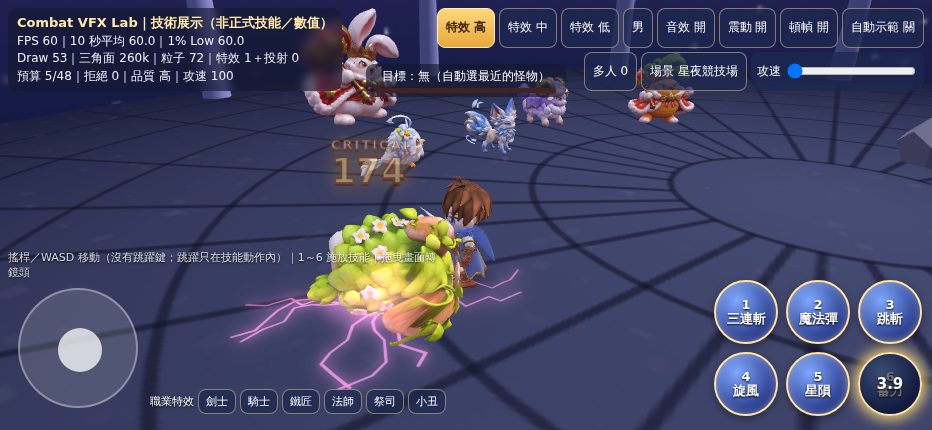 Combat VFX Lab｜技術展示（非正式技能／數值）
FPS 60｜10 秒平均 60.0｜1% Low 60.0
Draw 53｜三角面 260k｜粒子 72｜特效 1＋投射 0
預算 5/48｜拒絕 0｜品質 高｜攻速 100
特效 高
特效 中
特效 低
男
音效 開
震動 開
頓幀 開
自動示範 關
目標：無（自動選最近的怪物）
多人 0
場景 星夜競技場
攻速
CRITICAL
174
搖桿／WASD 移動（沒有跳躍鍵；跳躍只在技能動作內）｜1～6 施放技能｜拖曳畫面轉
鏡頭
1
三連斬
2
魔法彈
3
跳斬
4
旋風
5
星隕
6
3.9
蓄力
職業特效
劍士
騎士
鐵匠
法師
祭司
小丑